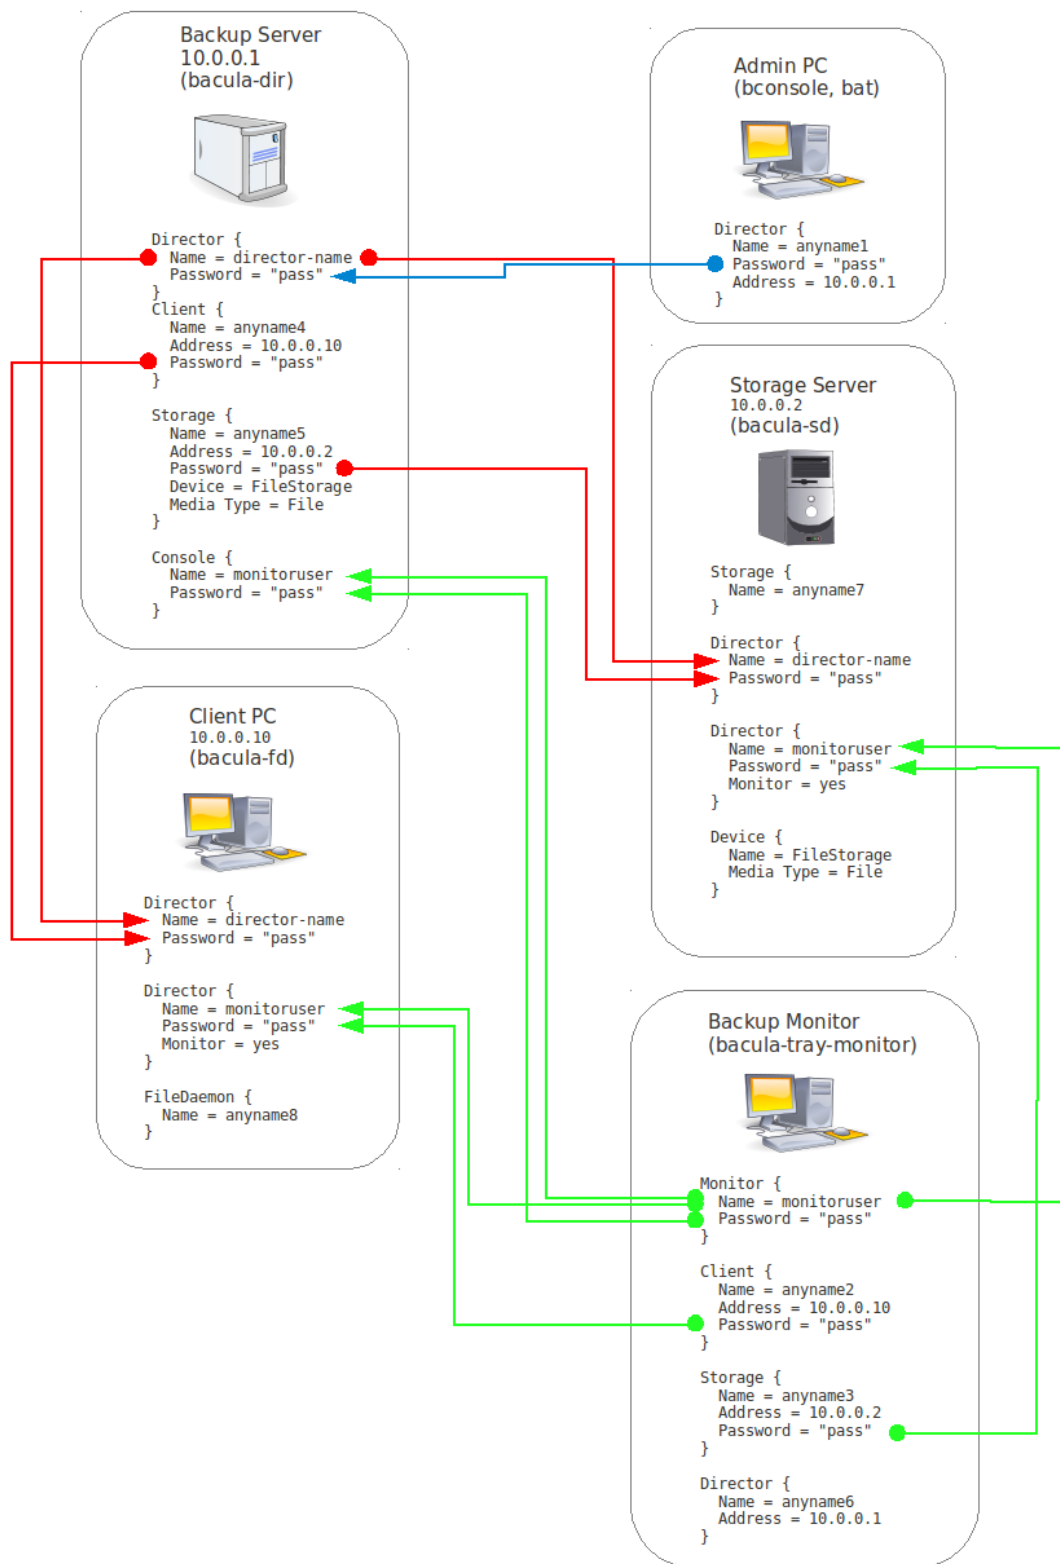 Backup Server
10.0.0.1
(bacula-dir)
Director {
Name = director-name
Password = "pass"
}
Client {
Name = anyname4
Address = 10.0.0.10
Password = "pass"
}
Storage {
Name = anyname5
Address = 10.0.0.2
Password = "pass"
Device = FileStorage
Media Type = File
}
Console {
Name = monitoruser
Password = "pass"
}
Admin PC
(bconsole, bat)
Director {
Name = anyname1
Password = "pass"
Address = 10.0.0.1
}
Storage Server
10.0.0.2
(bacula-sd)
Storage {
Name = anyname7
}
Director {
Name = director-name
Password = "pass"
}
Director {
Name = monitoruser
Password = "pass"
Monitor = yes
}
Device {
Name = FileStorage
Media Type = File
}
Client PC
10.0.0.10
(bacula-fd)
Director {
Name = director-name
Password = "pass"
}
Director {
Name = monitoruser
Password = "pass"
Monitor = yes
}
FileDaemon {
Name = anyname8
}
Backup Monitor
(bacula-tray-monitor)
Monitor {
Name = monitoruser
Password = "pass"
}
Client {
Name = anyname2
Address = 10.0.0.10
Password = "pass"
}
Storage {
Name = anyname3
Address = 10.0.0.2
Password = "pass"
}
Director {
Name = anyname6
Address = 10.0.0.1
}